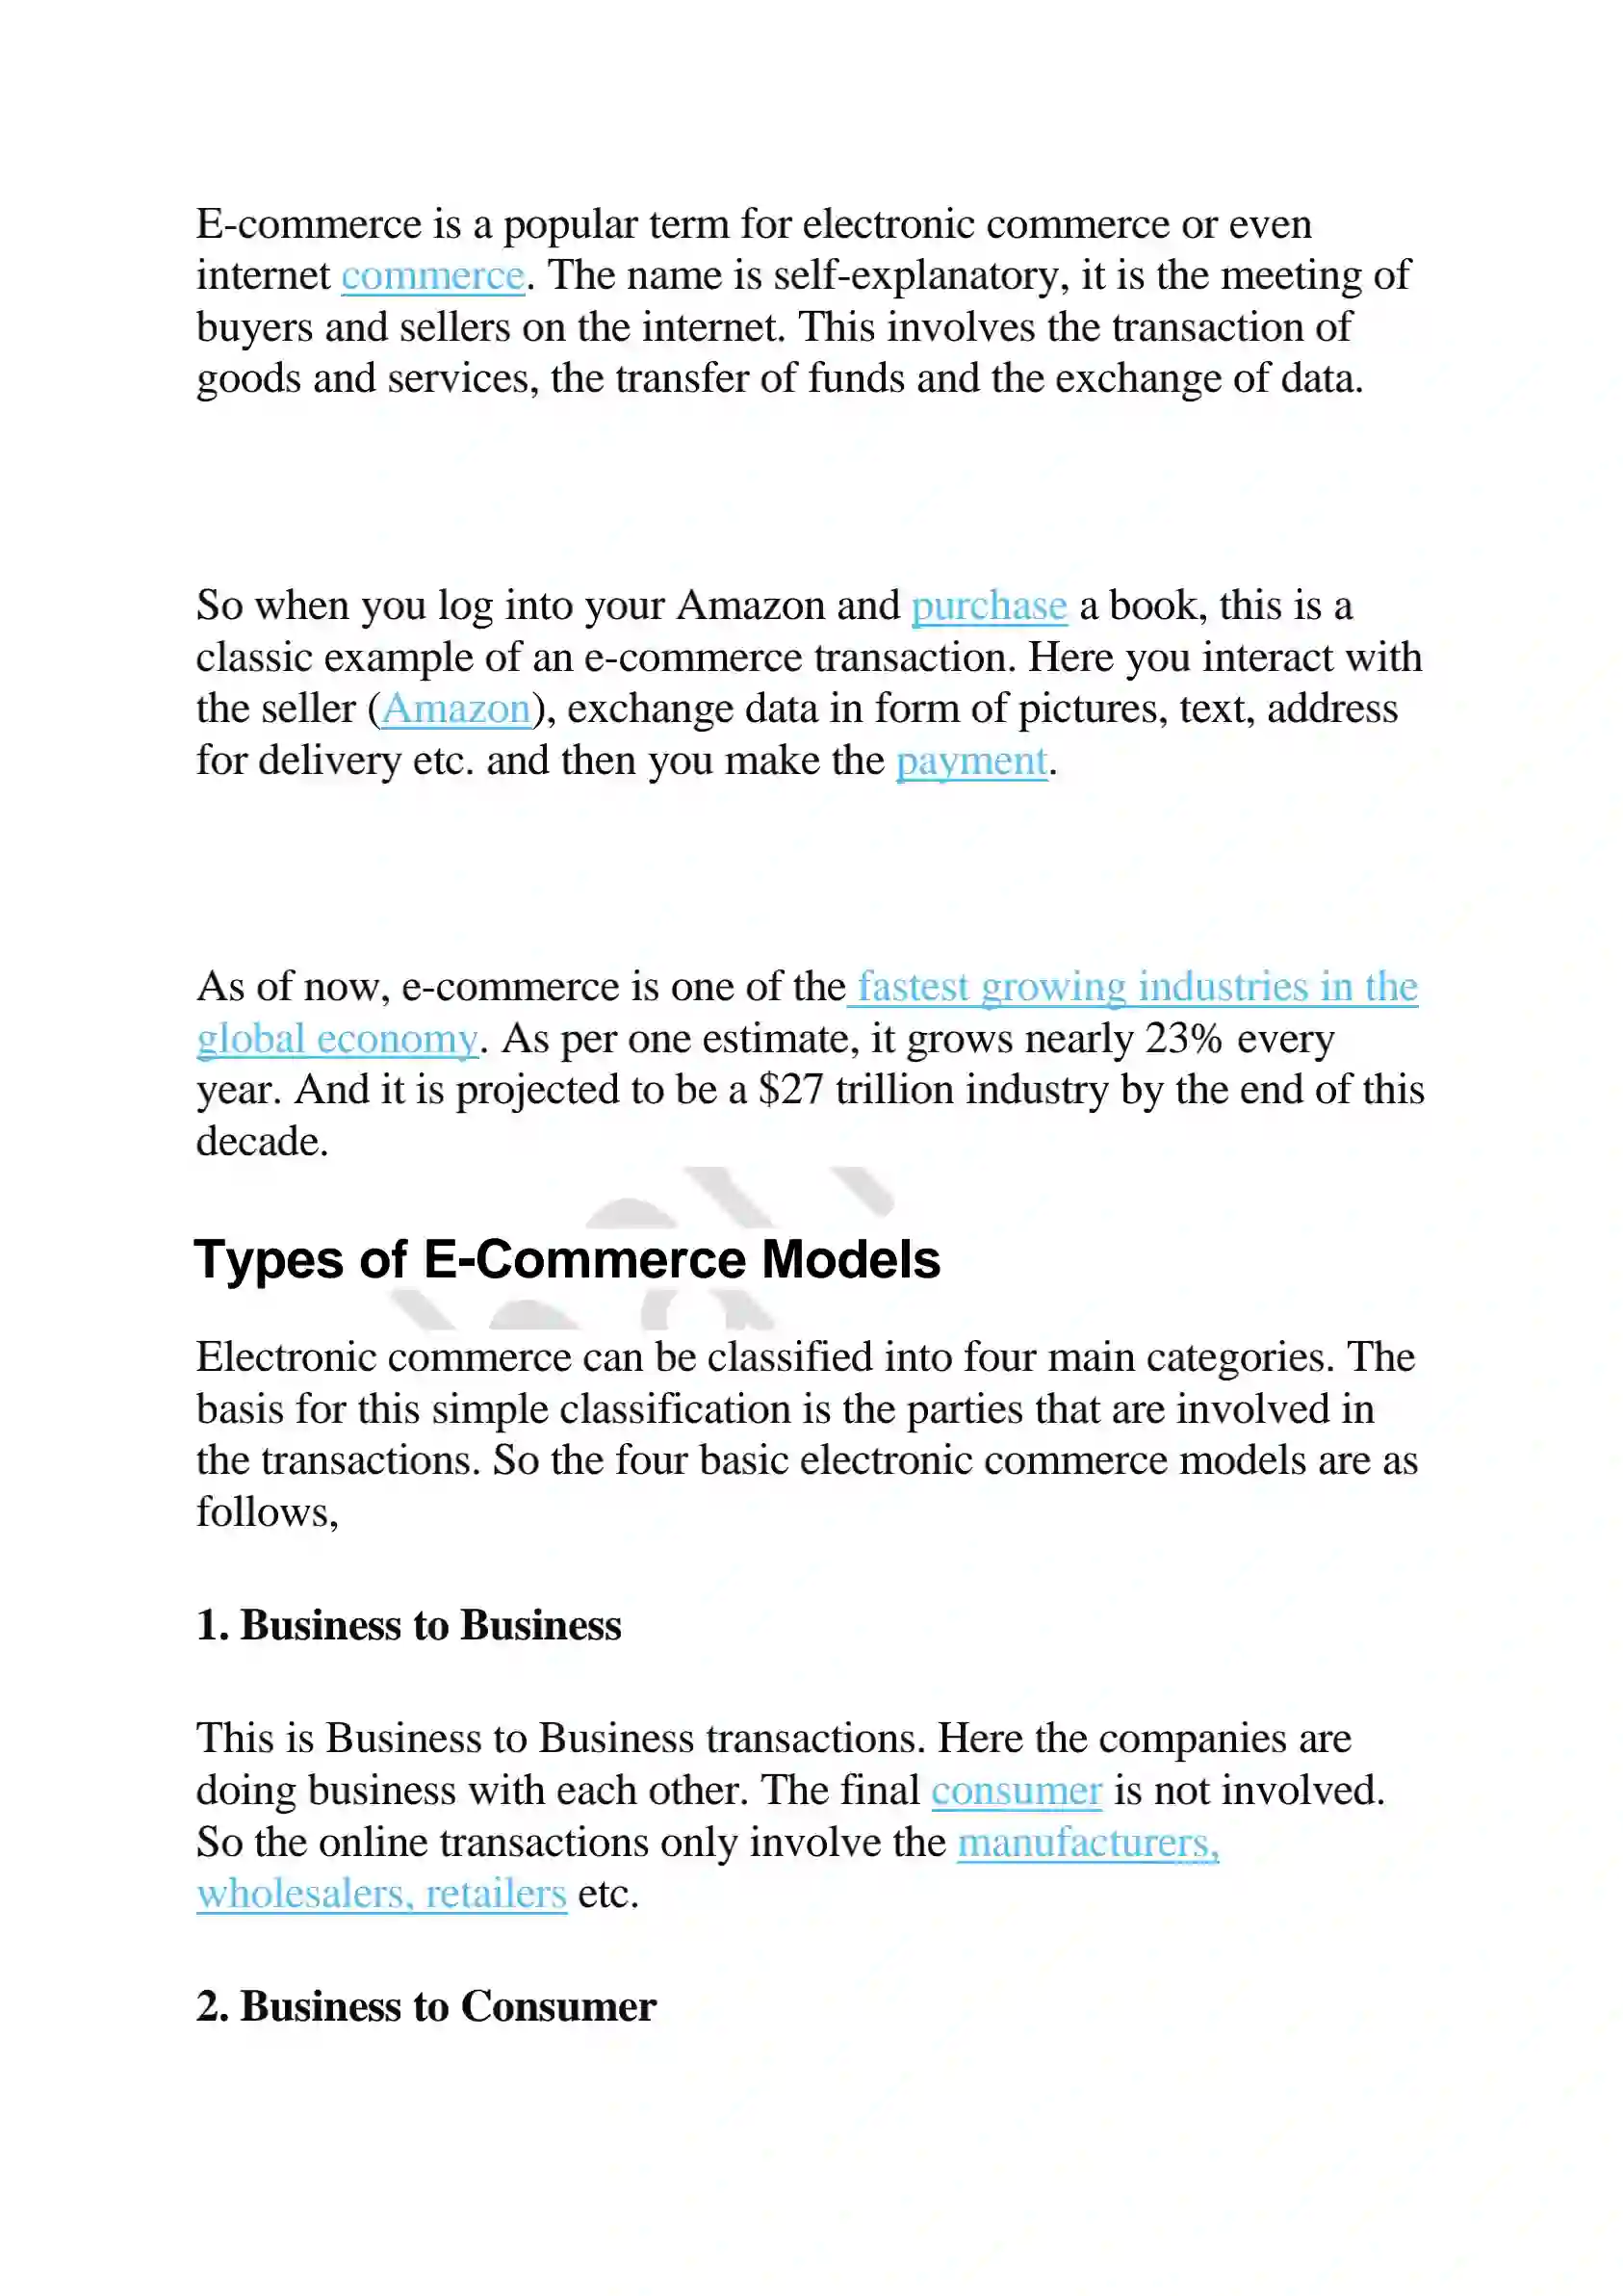 E-commerce is a popular term for electronic commerce or even
internet commerce. The name is self-explanatory, it is the meeting of
buyers and sellers on the internet. This involves the transaction of
goods and services, the transfer of funds and the exchange of data.
So when you log into your Amazon and purchase a book, this is a
classic example of an e-commerce transaction. Here you interact with
the seller (Amazon), exchange data in form of pictures, text, address
for delivery etc. and then you make the payment.
As of now, e-commerce is one of the fastest growing industries in the
global economy. As per one estimate, it grows nearly 23% every
year. And it is projected to be a $27 trillion industry by the end of this
decade.
Types of E-Commerce Models
Electronic commerce can be classified into four main categories. The
basis for this simple classification is the parties that are involved in
the transactions. So the four basic electronic commerce models are as
follows,
1. Business to Business
This is Business to Business transactions. Here the companies are
doing business with each other. The final consumer is not involved.
So the online transactions only involve the manufacturers,
wholesalers, retailers etc.
2. Business to Consumer